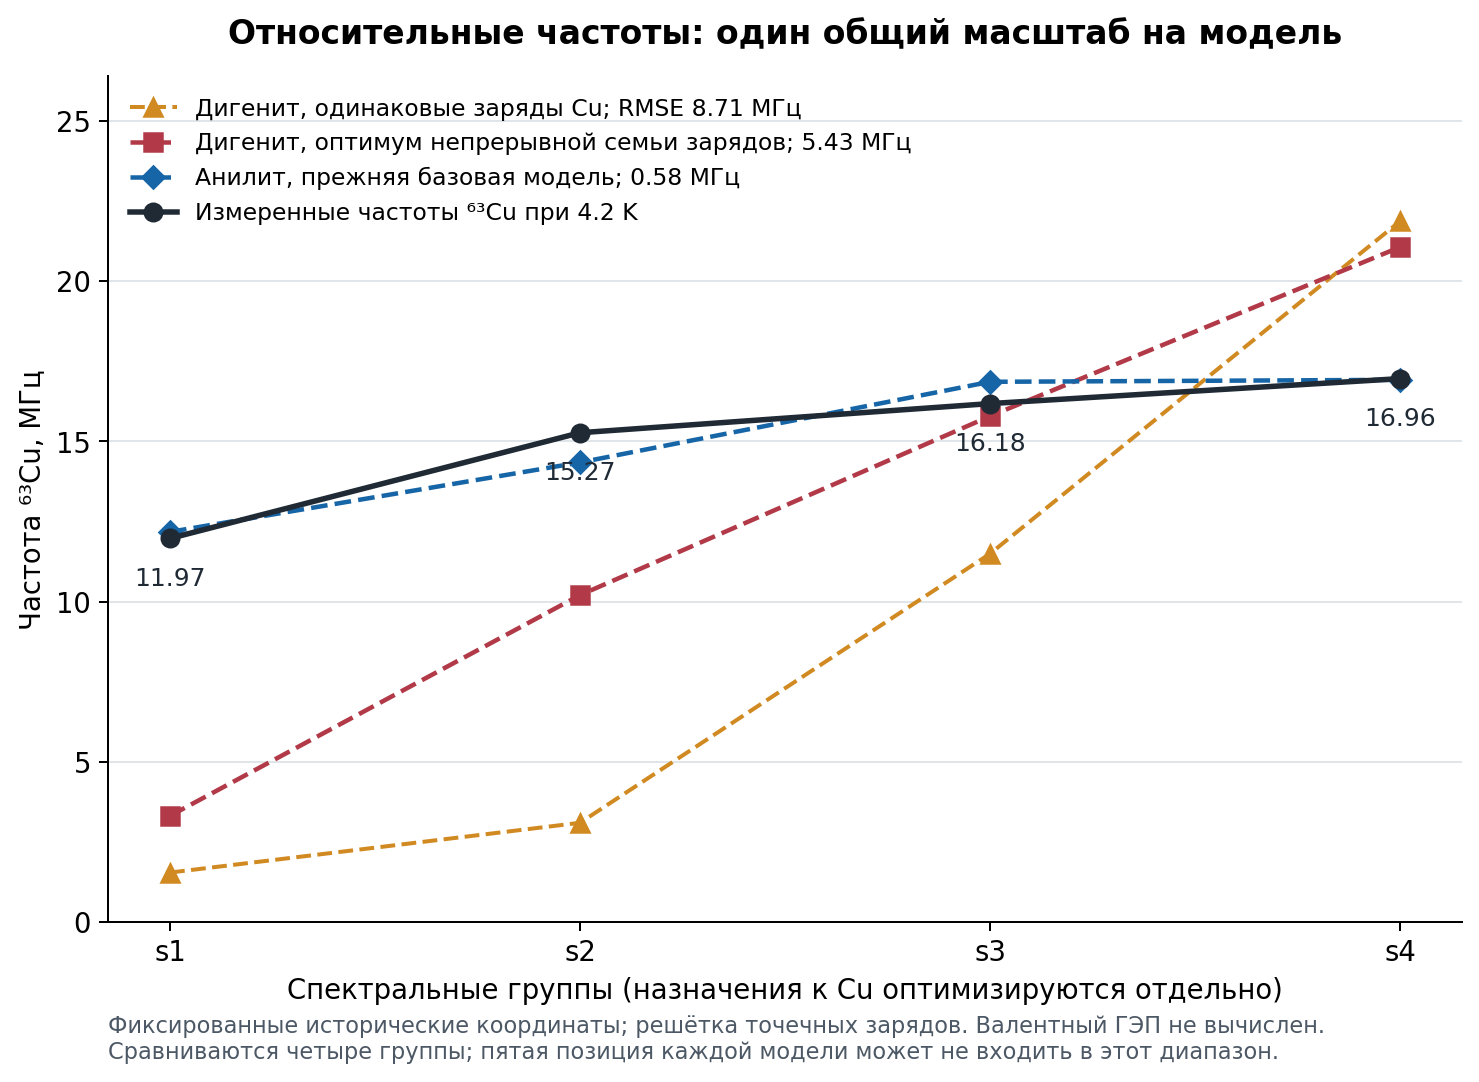 Относительные частоты: один общий масштаб на модель
Дигенит, одинаковые заряды Cu; RMSE 8.71 МГц
Дигенит, оптимум непрерывной семьи зарядов; 5.43 МГц
Анилит, прежняя базовая модель; 0.58 МГц
Измеренные частоты ⁶³Cu при 4.2 K
Частота ⁶³Cu, МГц
25
20
15
10
5
0
11.97
15.27
16.18
16.96
s1
s2
s3
s4
Спектральные группы (назначения к Cu оптимизируются отдельно)
Фиксированные исторические координаты; решётка точечных зарядов. Валентный ГЭП не вычислен.
Сравниваются четыре группы; пятая позиция каждой модели может не входить в этот диапазон.